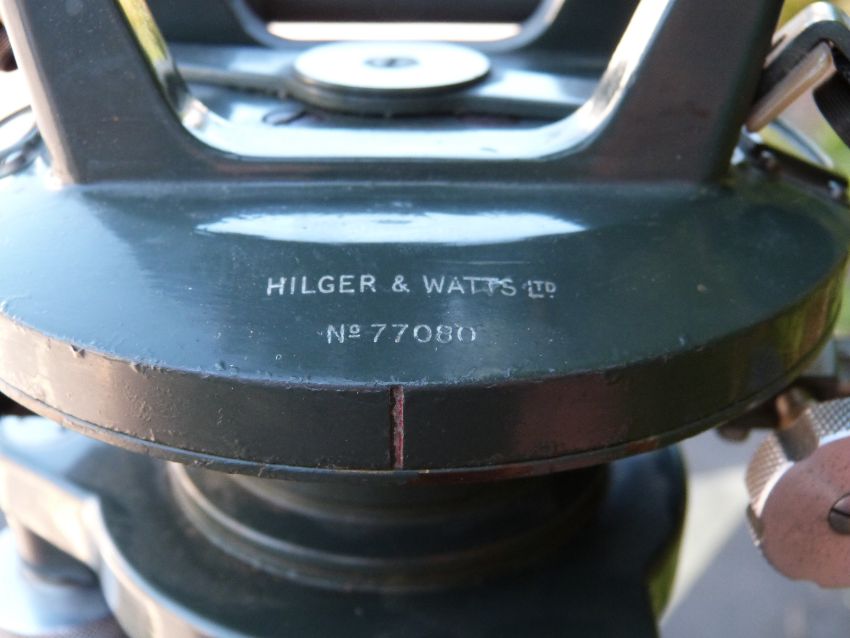 HILGER & WATTS LTD
Nº 77080